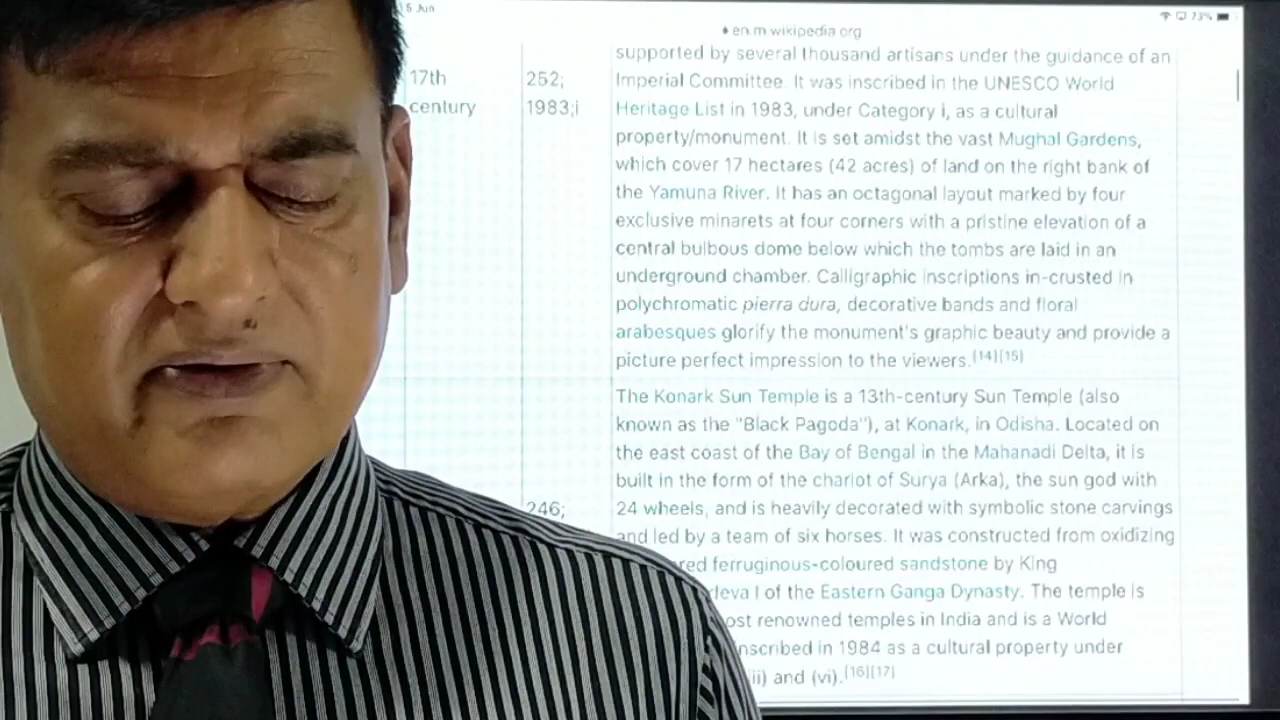 5 Jun
73%
en.m.wikipedia.org
supported by several thousand artisans under the guidance of an
17th
century
252;
1983;i
Imperial Committee. It was inscribed in the UNESCO World
Heritage List in 1983, under Category i, as a cultural
property/monument. It is set amidst the vast Mughal Gardens,
which cover 17 hectares (42 acres) of land on the right bank of
the Yamuna River. It has an octagonal layout marked by four
exclusive minarets at four corners with a pristine elevation of a
central bulbous dome below which the tombs are laid in an
underground chamber. Calligraphic inscriptions in-crusted in
polychromatic pierra dura, decorative bands and floral
arabesques glorify the monument's graphic beauty and provide a
picture perfect impression to the viewers.[14][15]
The Konark Sun Temple is a 13th-century Sun Temple (also
known as the "Black Pagoda"), at Konark, in Odisha. Located on
the east coast of the Bay of Bengal in the Mahanadi Delta, it is
built in the form of the chariot of Surya (Arka), the sun god with
246;
24 wheels, and is heavily decorated with symbolic stone carvings
and led by a team of six horses. It was constructed from oxidizing
red ferruginous-coloured sandstone by King
deva I of the Eastern Ganga Dynasty. The temple is
ost renowned temples in India and is a World
nscribed in 1984 as a cultural property under
ii) and (vi).[16][17]